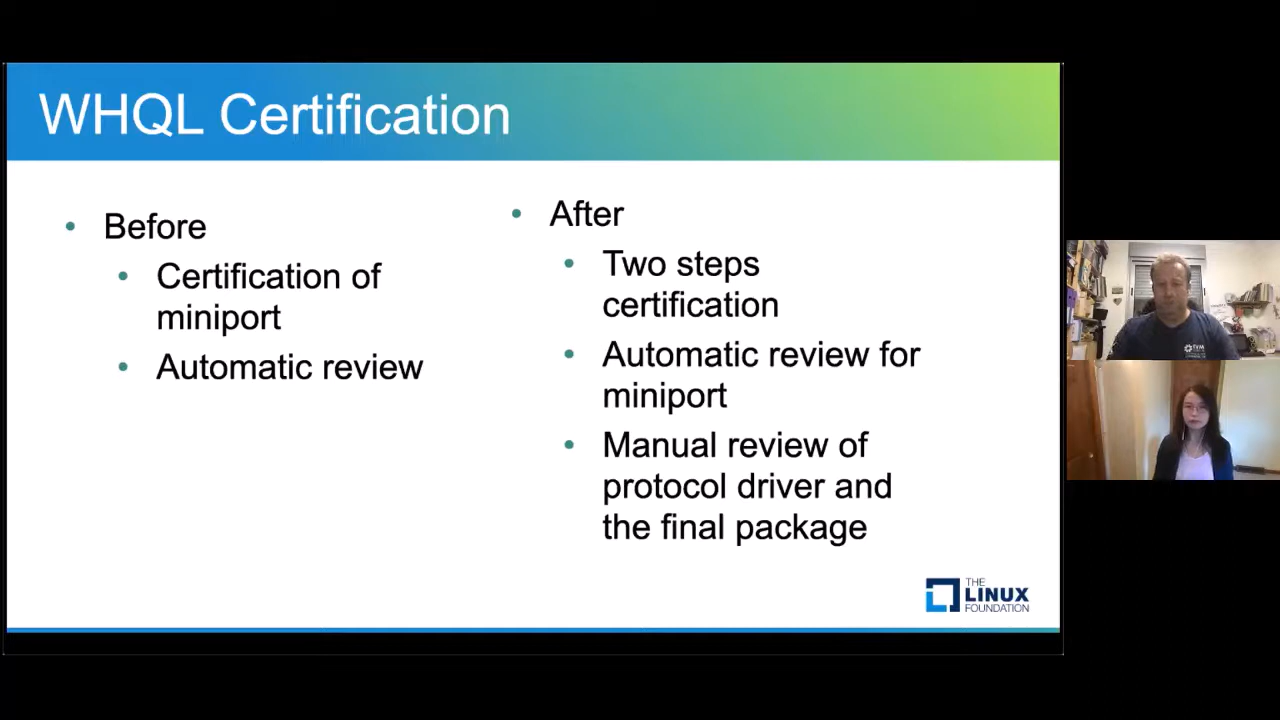 WHQL Certification
• Before
• Certification of
miniport
• Automatic review
• After
• Two steps
certification
• Automatic review for
miniport
• Manual review of
protocol driver and
the final package
THE
LINUX
FOUNDATION